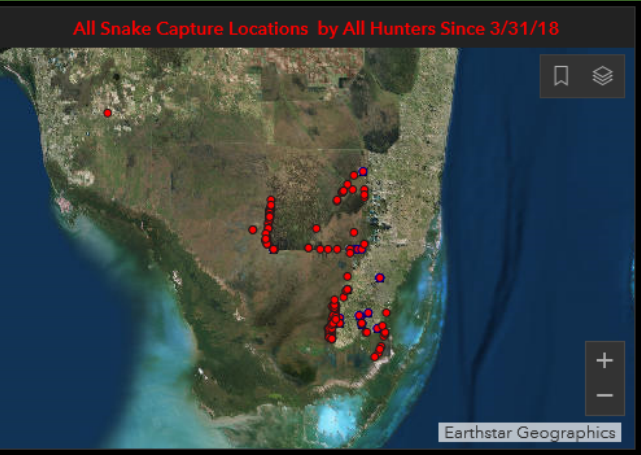 All Snake Capture Locations by All Hunters Since 3/31/18
Earthstar Geographics